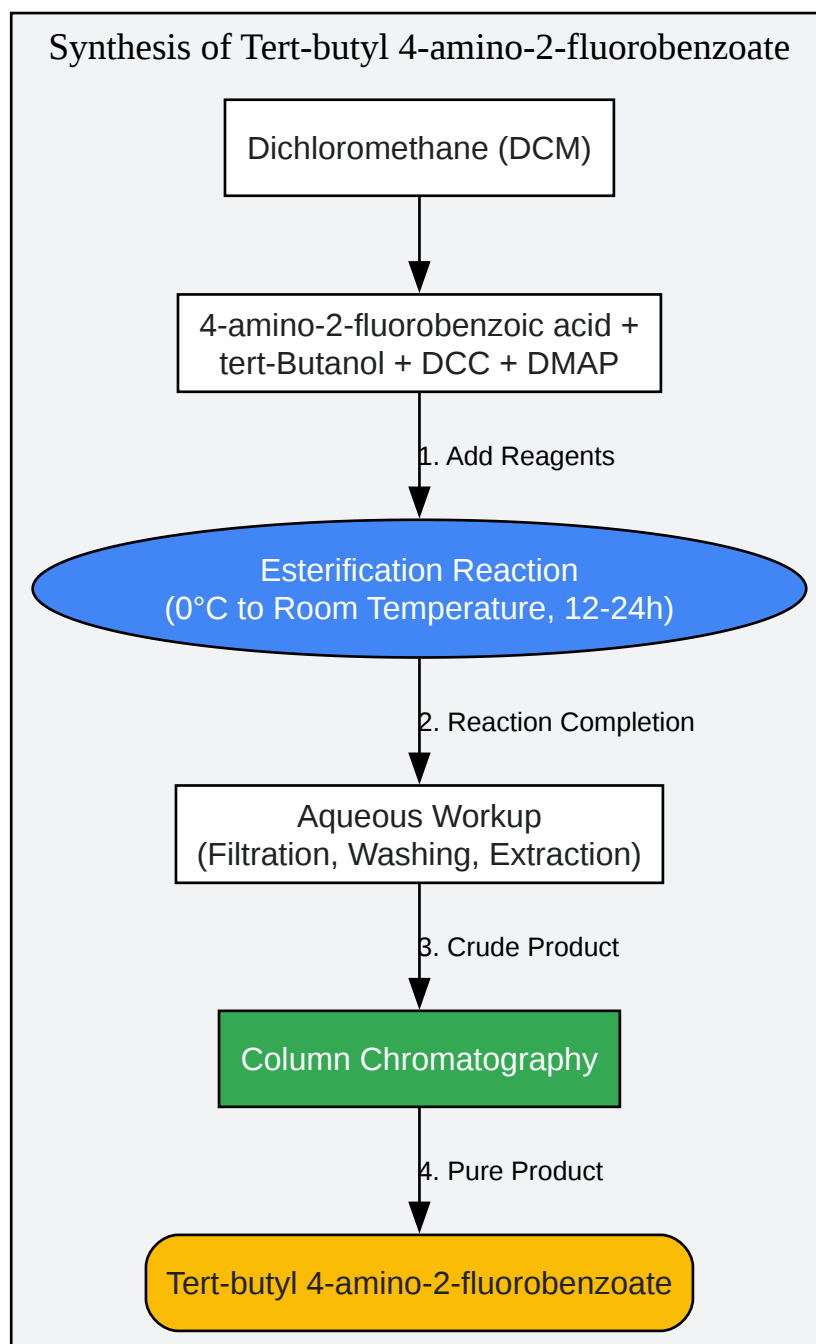 Synthesis of Tert-butyl 4-amino-2-fluorobenzoate
Dichloromethane (DCM)
4-amino-2-fluorobenzoic acid +
tert-Butanol + DCC + DMAP
1. Add Reagents
Esterification Reaction
(0°C to Room Temperature, 12-24h)
2. Reaction Completion
Aqueous Workup
(Filtration, Washing, Extraction)
3. Crude Product
Column Chromatography
4. Pure Product
Tert-butyl 4-amino-2-fluorobenzoate